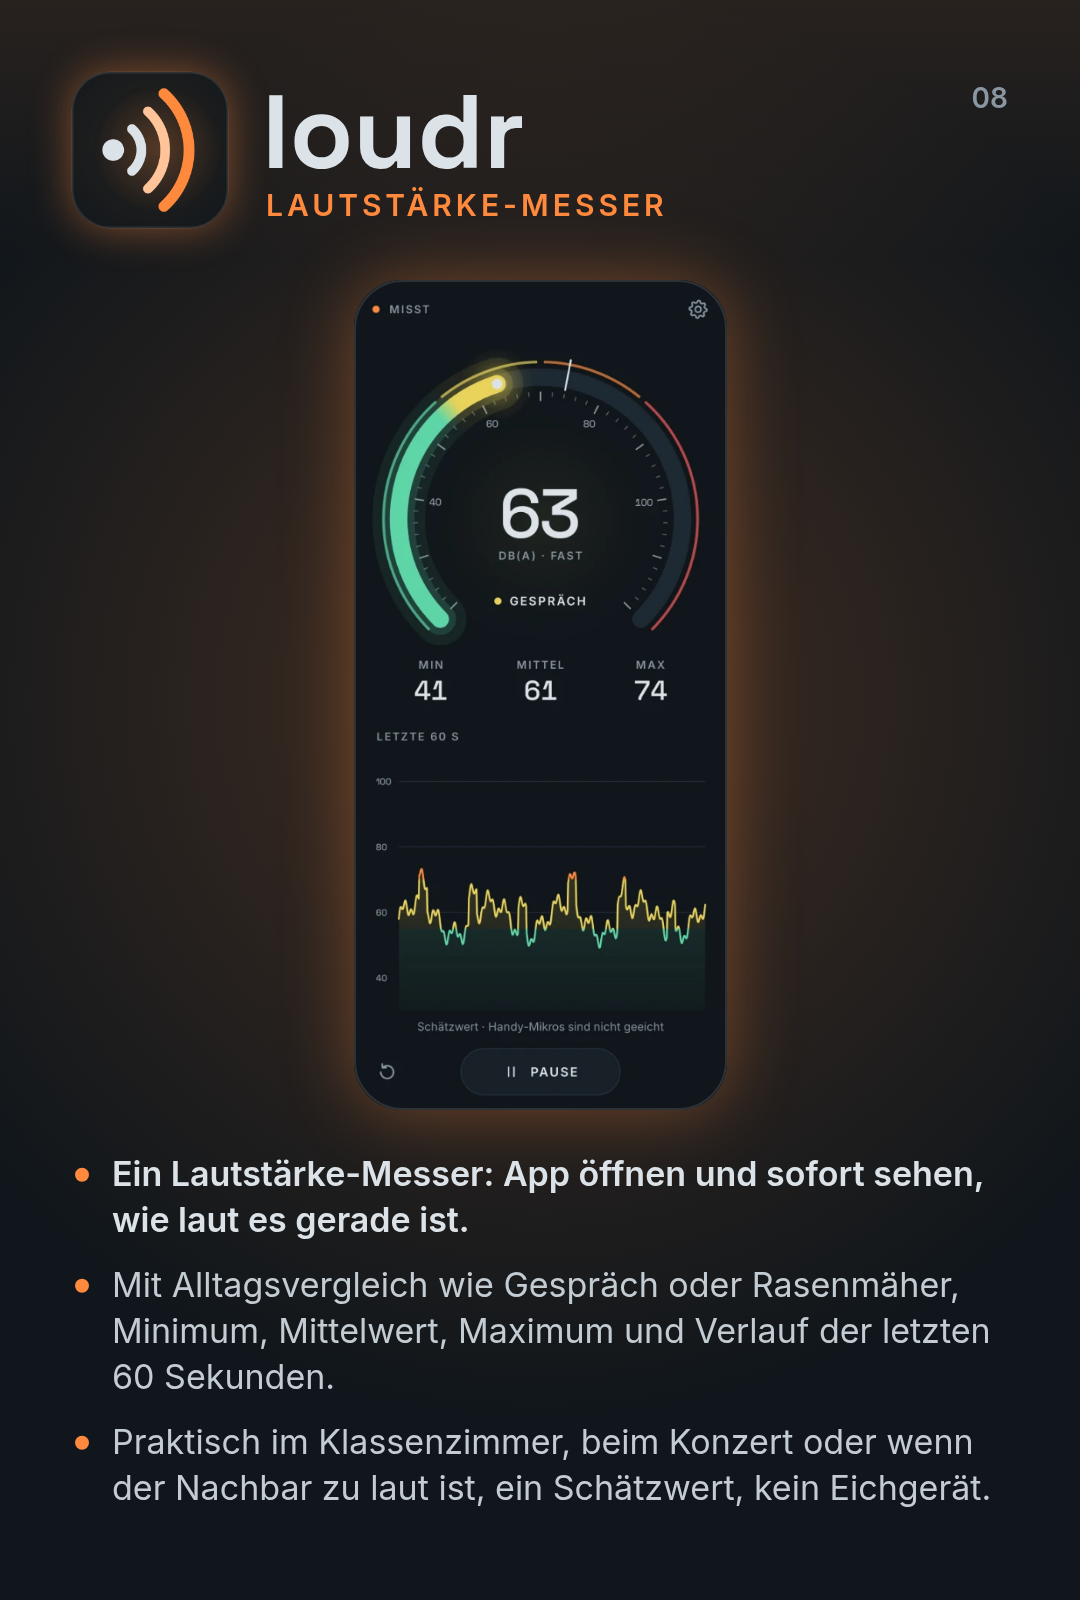 loudr
LAUTSTÄRKE-MESSER
08
MISST
60
80
40
100
63
DB(A) · FAST
GESPRÄCH
MIN
MITTEL
MAX
41
61
74
LETZTE 60 S
100
80
60
40
Schätzwert · Handy-Mikros sind nicht geeicht
PAUSE
Ein Lautstärke-Messer: App öffnen und sofort sehen,
wie laut es gerade ist.
Mit Alltagsvergleich wie Gespräch oder Rasenmäher,
Minimum, Mittelwert, Maximum und Verlauf der letzten
60 Sekunden.
Praktisch im Klassenzimmer, beim Konzert oder wenn
der Nachbar zu laut ist, ein Schätzwert, kein Eichgerät.